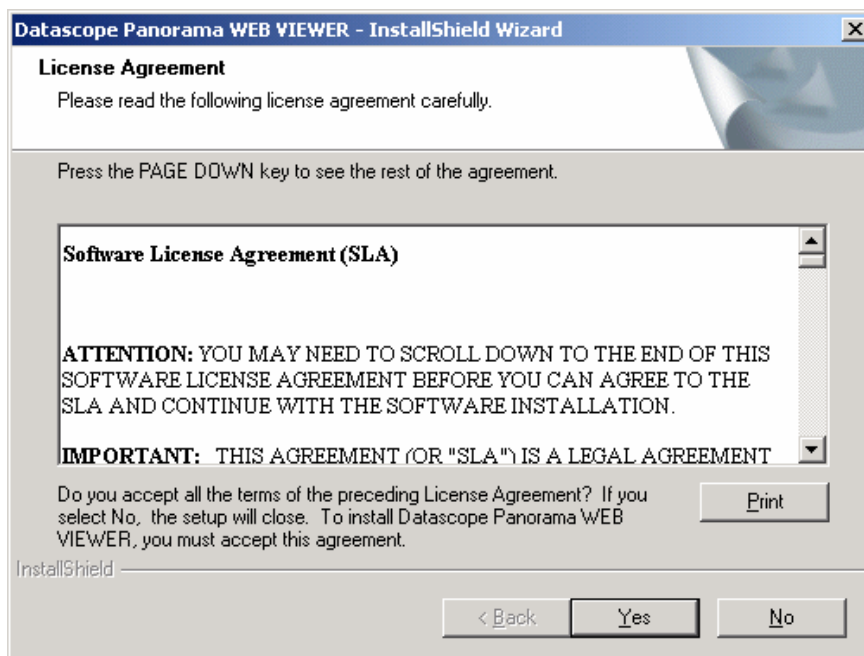 Datascope Panorama WEB VIEWER - InstallShield Wizard
License Agreement
Please read the following license agreement carefully.
Press the PAGE DOWN key to see the rest of the agreement.
Software License Agreement (SLA)
ATTENTION: YOU MAY NEED TO SCROLL DOWN TO THE END OF THIS
SOFTWARE LICENSE AGREEMENT BEFORE YOU CAN AGREE TO THE
SLA AND CONTINUE WITH THE SOFTWARE INSTALLATION.
IMPORTANT: THIS AGREEMENT (OR "SLA") IS A LEGAL AGREEMENT
Do you accept all the terms of the preceding License Agreement? If you
select No, the setup will close. To install Datascope Panorama WEB
VIEWER, you must accept this agreement.
Print
InstallShield
< Back
Yes
No